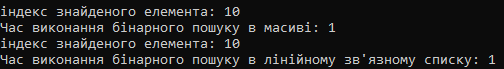 індекс знайденого елемента: 10
Час виконання бінарного пошуку в масиві: 1
індекс знайденого елемента: 10
Час виконання бінарного пошуку в лінійному зв'язному списку: 1